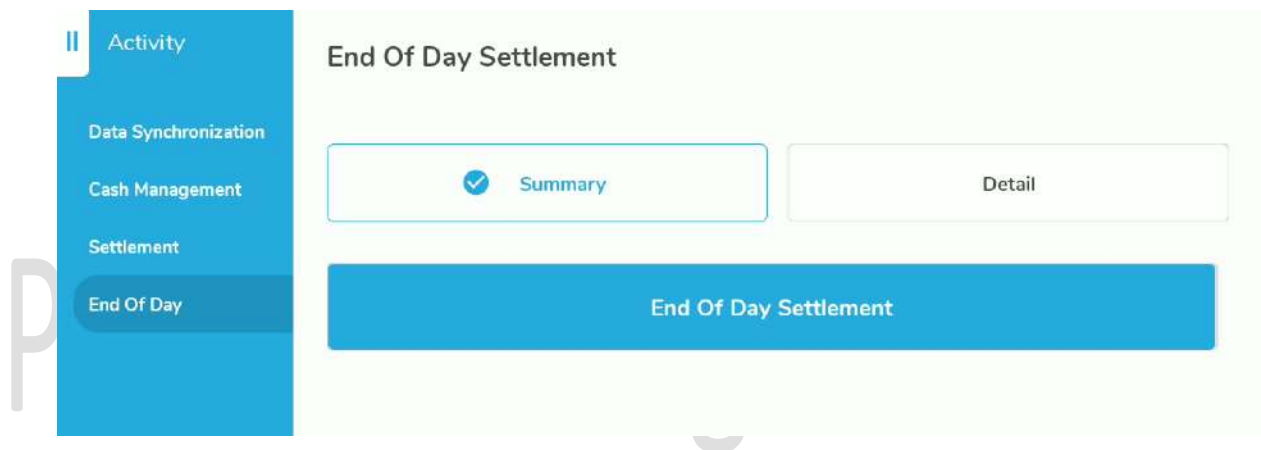 Activity
End Of Day Settlement
Data Synchronization
Cash Management
Settlement
End Of Day
Summary
Detail
End Of Day Settlement